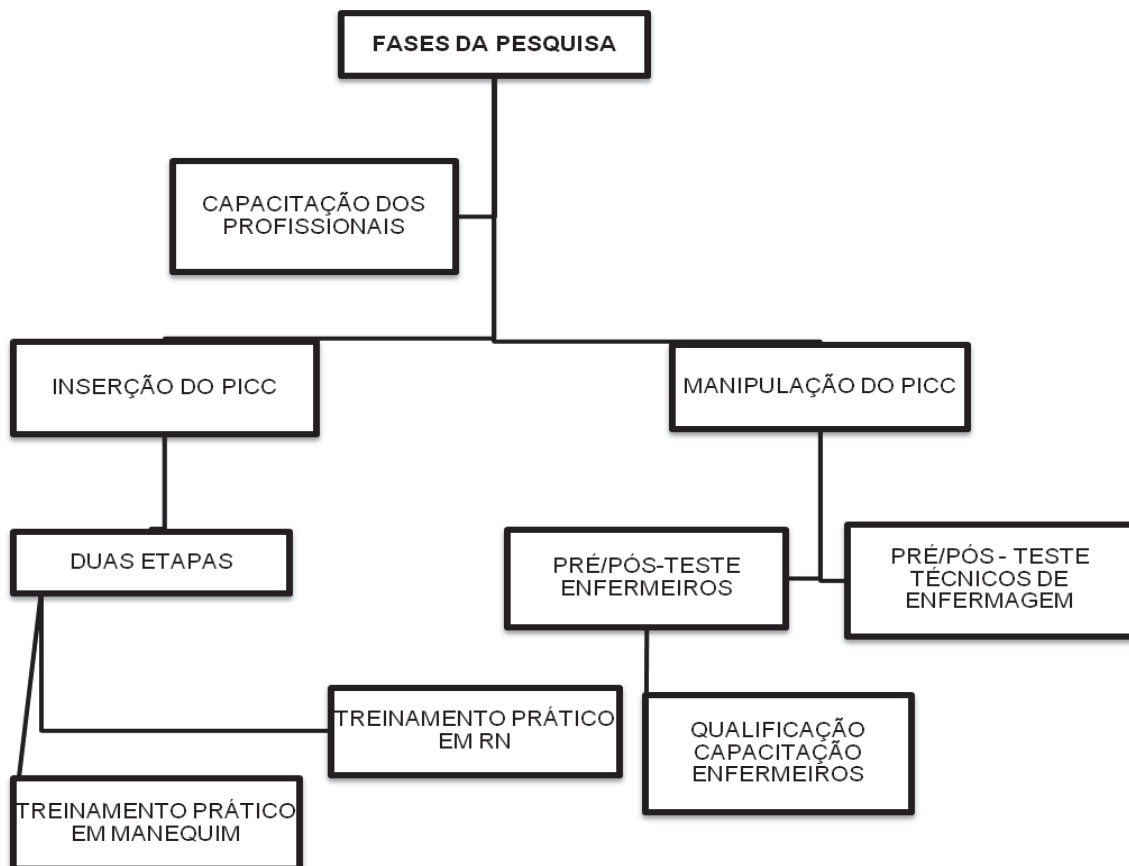 FASES DA PESQUISA
CAPACITAÇÃO DOS
PROFISSIONAIS
INSERÇÃO DO PICC
MANIPULAÇÃO DO PICC
DUAS ETAPAS
PRÉ/PÓS-TESTE
ENFERMEIROS
PRÉ/PÓS - TESTE
TÉCNICOS DE
ENFERMAGEM
TREINAMENTO PRÁTICO
EM RN
QUALIFICAÇÃO
CAPACITAÇÃO
ENFERMEIROS
TREINAMENTO PRÁTICO
EM MANEQUIM